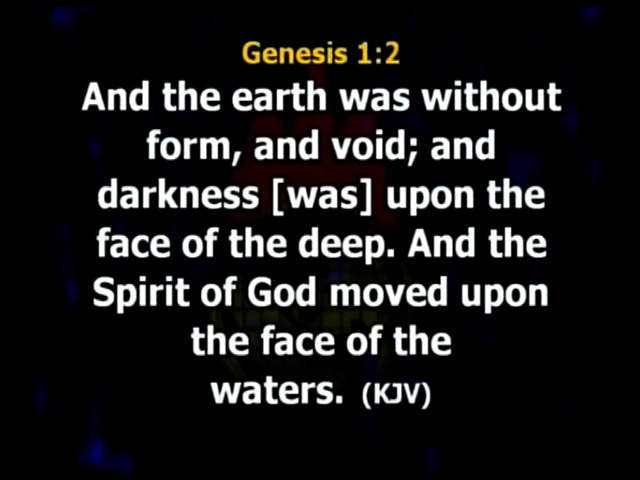 Genesis 1:2
And the earth was without
form, and void; and
darkness [was] upon the
face of the deep. And the
Spirit of God moved upon
the face of the
waters. (KJV)